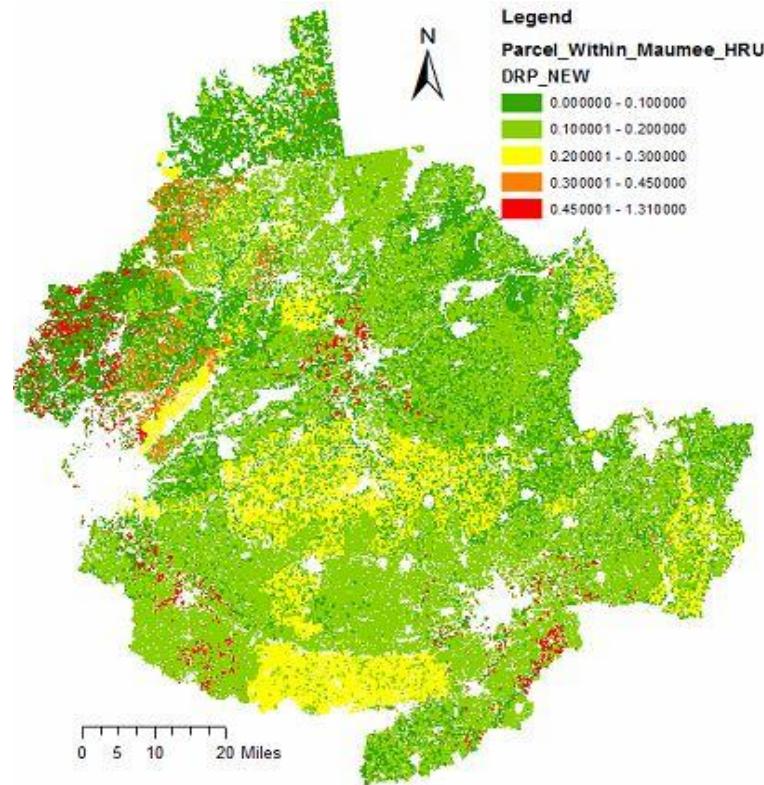 Legend
N
Parcel_Within_Maumee_HRU
DRP_NEW
0.000000 - 0.100000
0.100001 - 0.200000
0.200001 - 0.300000
0.300001 - 0.450000
0.450001 - 1.310000
0 5 10 20 Miles